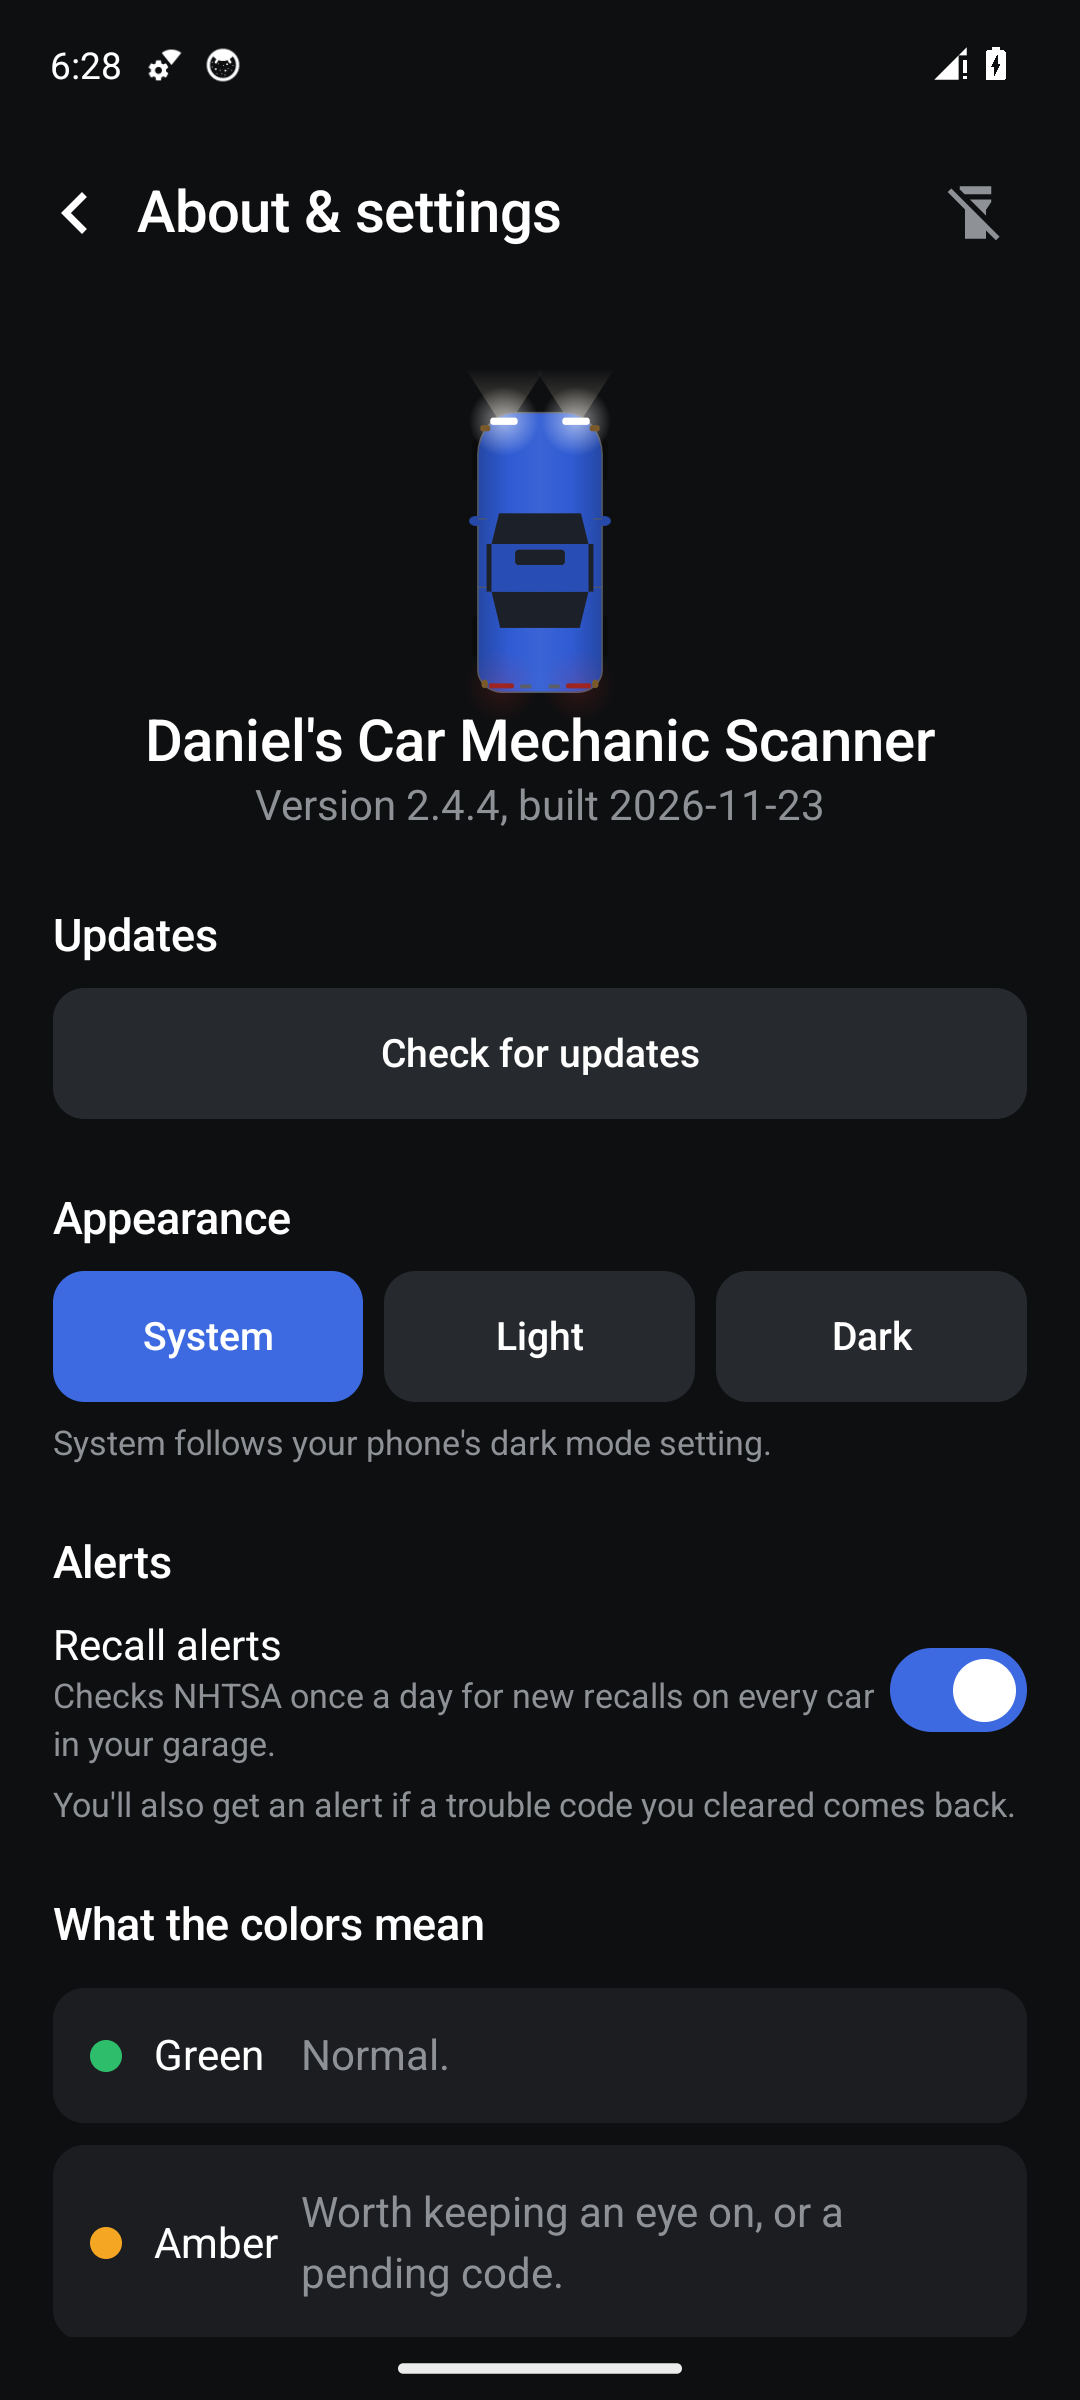 6:28
About & settings
Daniel's Car Mechanic Scanner
Version 2.4.4, built 2026-11-23
Updates
Check for updates
Appearance
System
Light
Dark
System follows your phone's dark mode setting.
Alerts
Recall alerts
Checks NHTSA once a day for new recalls on every car
in your garage.
You'll also get an alert if a trouble code you cleared comes back.
What the colors mean
Green Normal.
Amber Worth keeping an eye on, or a
pending code.